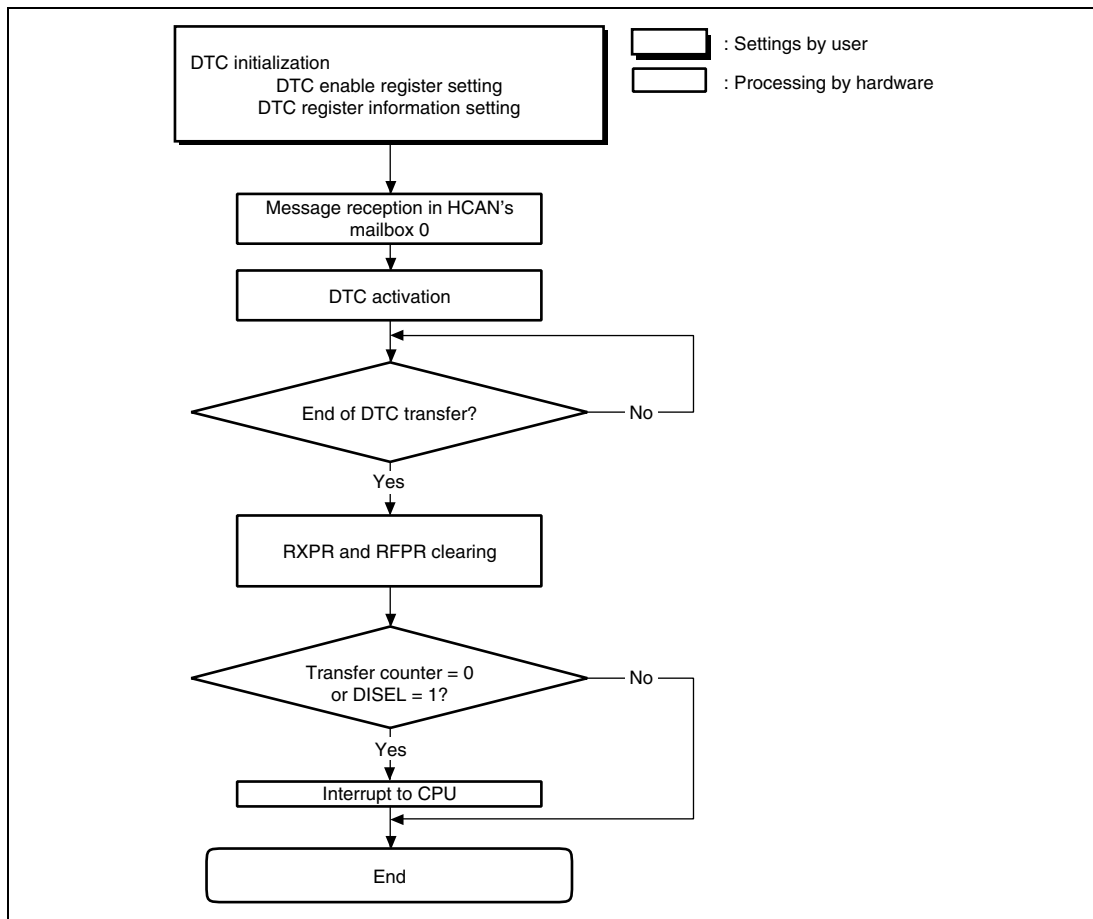 DTC initialization
DTC enable register setting
DTC register information setting
: Settings by user
: Processing by hardware
Message reception in HCAN's
mailbox 0
DTC activation
End of DTC transfer?
No
Yes
RXPR and RFPR clearing
Transfer counter = 0
or DISEL = 1?
No
Yes
Interrupt to CPU
End